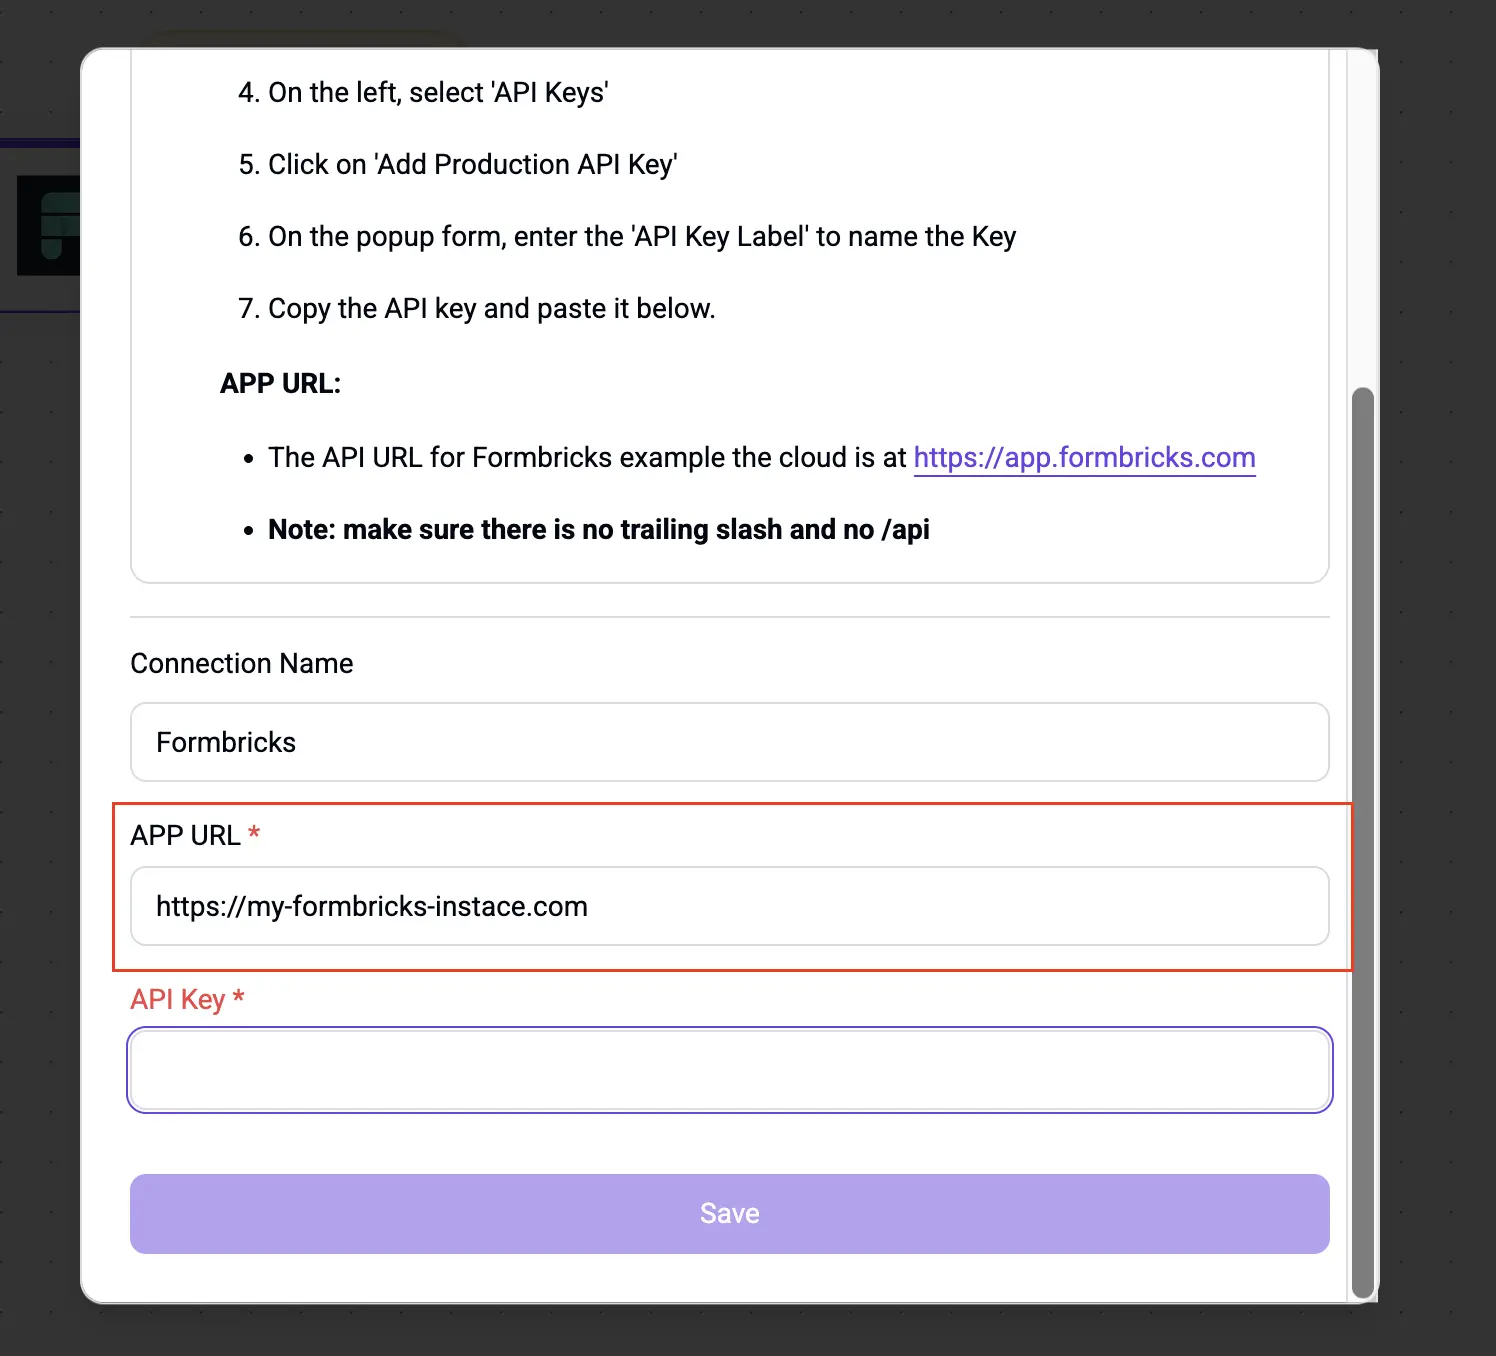 4. On the left, select 'API Keys'
5. Click on 'Add Production API Key'
6. On the popup form, enter the 'API Key Label' to name the Key
7. Copy the API key and paste it below.
APP URL:
• The API URL for Formbricks example the cloud is at https://app.formbricks.com
• Note: make sure there is no trailing slash and no /api
Connection Name
Formbricks
APP URL *
https://my-formbricks-instace.com
API Key *
Save